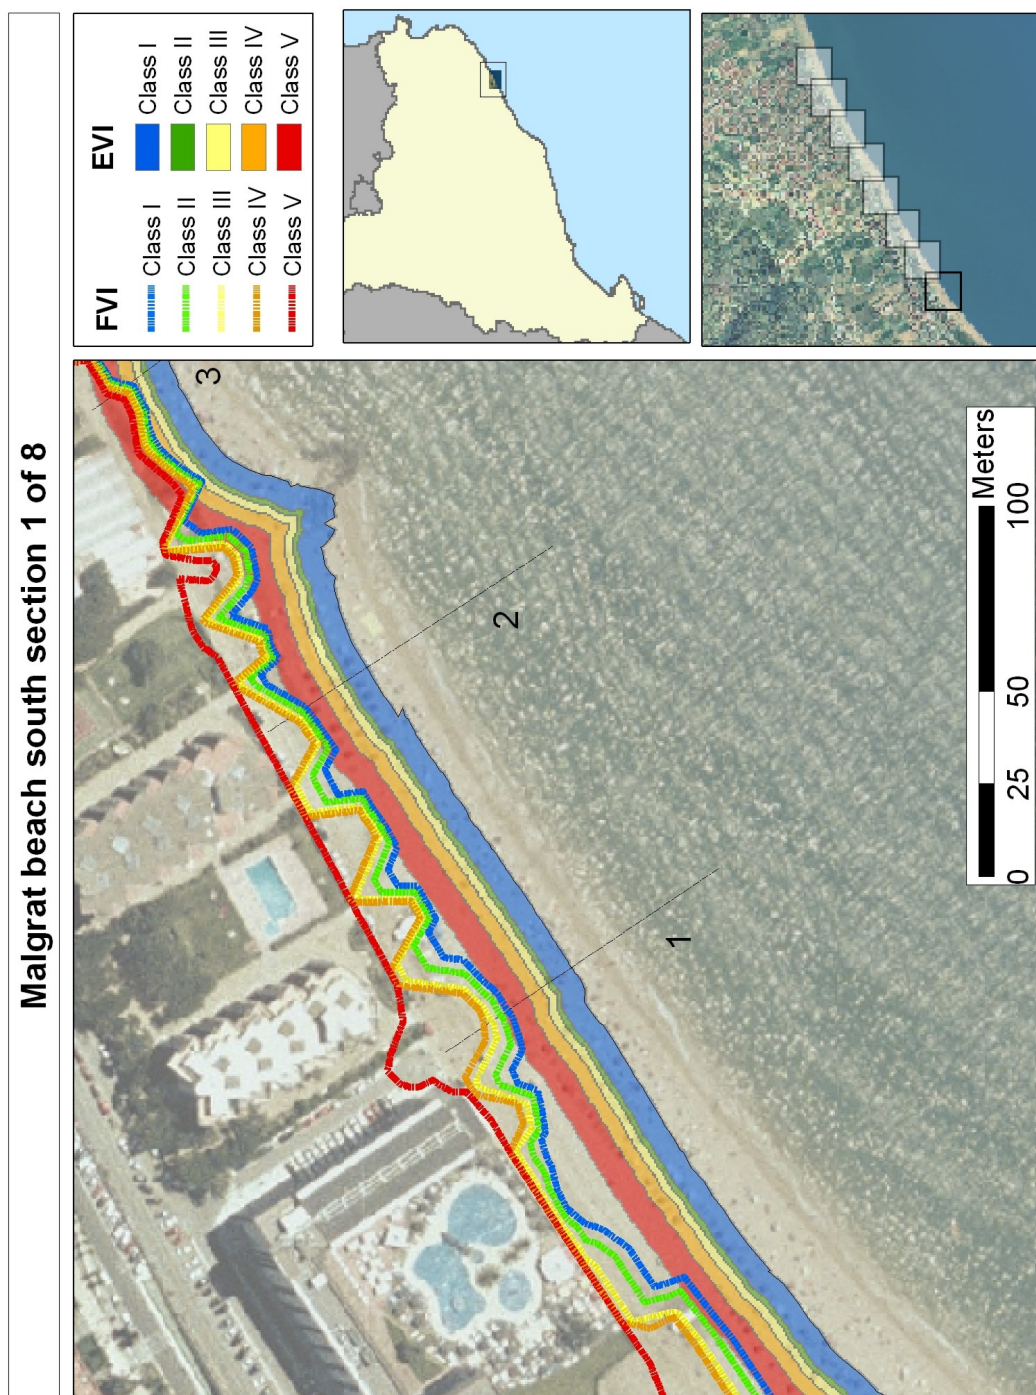 Malgrat beach south section 1 of 8
FVI
EVI
Class I
Class I
Class II
Class II
Class III
Class III
Class IV
Class IV
Class V
Class V
3
2
1
0 25 50 100
Meters